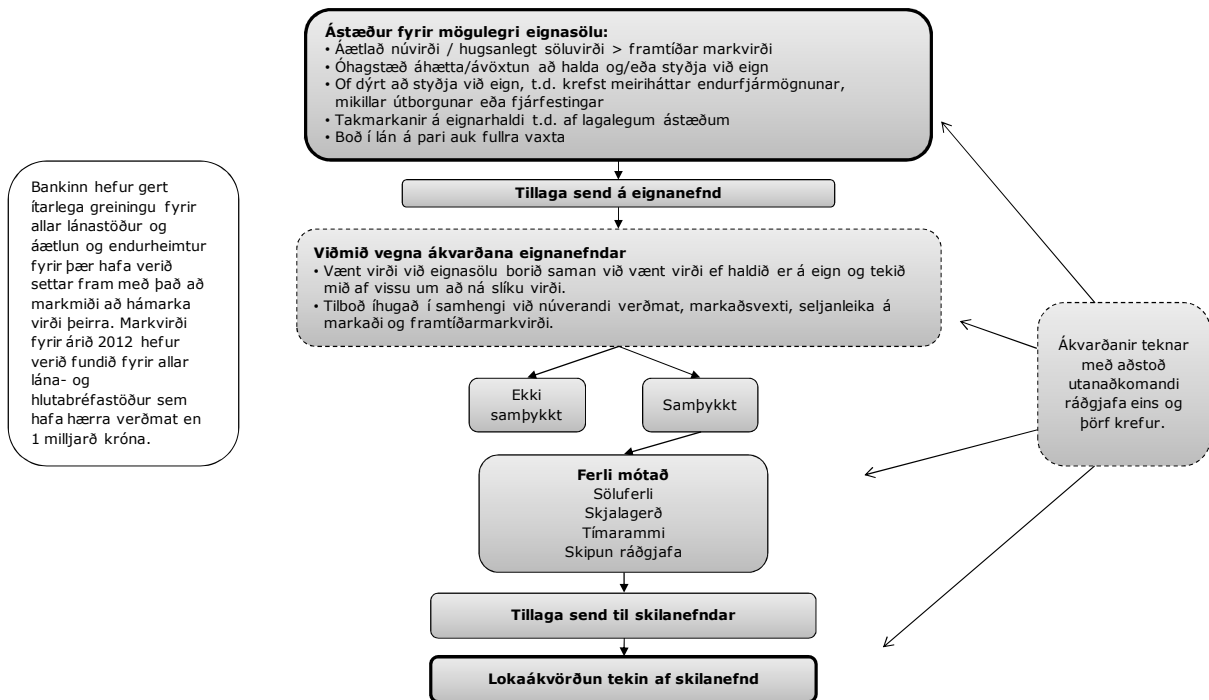 Ástæður fyrir mögulegri eignasölu:
• Áætlað núvirði / hugsanlegt söluvirði > framtíðar markvirði
• Óhagstæð áhætta/ávöxtun að halda og/eða styðja við eign
• Of dýrt að styðja við eign, t.d. krefst meiriháttar endurfjármögnunar,
mikillar útborgunar eða fjárfestingar
• Takmarkanir á eignarhaldi t.d. af lagalegum ástæðum
• Boð í lán á pari auk fullra vaxta
Tillaga send á eignanefnd
Bankinn hefur gert
ítarlega greiningu fyrir
allar lánastöður og
áætlun og endurheimtur
fyrir þær hafa verið
settar fram með það að
markmiði að hámarka
virði þeirra. Markvirði
fyrir árið 2012 hefur
verið fundið fyrir allar
lána- og
hlutabréfastöður sem
hafa hærra verðmat en
1 milljarð króna.
Viðmið vegna ákvarðana eignanefndar
• Vænt virði við eignasölu borið saman við vænt virði ef haldið er á eign og tekið
mið af vissu um að ná slíku virði.
• Tilboð íhugað í samhengi við núverandi verðmat, markaðsvexti, seljanleika á
markaði og framtíðarmarkvirði.
Ákvarðanir teknar
með aðstoð
utanaðkomandi
ráðgjafa eins og
þörf krefur.
Ekki
samþykkt
Samþykkt
Ferli mótað
Söluferli
Skjalagerð
Tímarammi
Skipun ráðgjafa
Tillaga send til skilanefndar
Lokaákvörðun tekin af skilanefnd